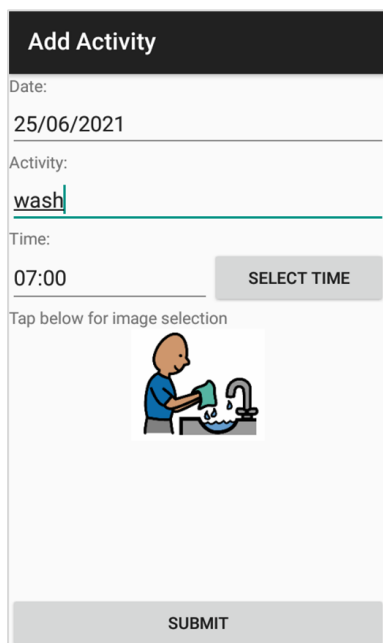 Add Activity
Date:
25/06/2021
Activity:
wash
Time:
07:00 SELECT TIME
Tap below for image selection
SUBMIT